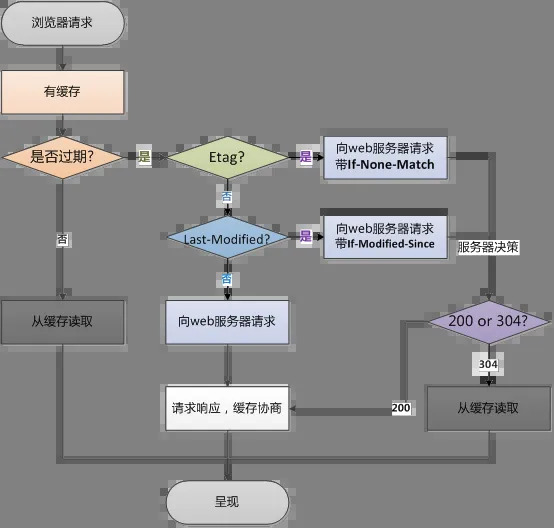 浏览器请求
有缓存
是否过期?
是
Etag?
是
向web服务器请求
带If-None-Match
否
否
Last-Modified?
是
向web服务器请求
带If-Modified-Since
服务器决策
否
从缓存读取
向web服务器请求
200 or 304?
304
请求响应，缓存协商
200
从缓存读取
呈现